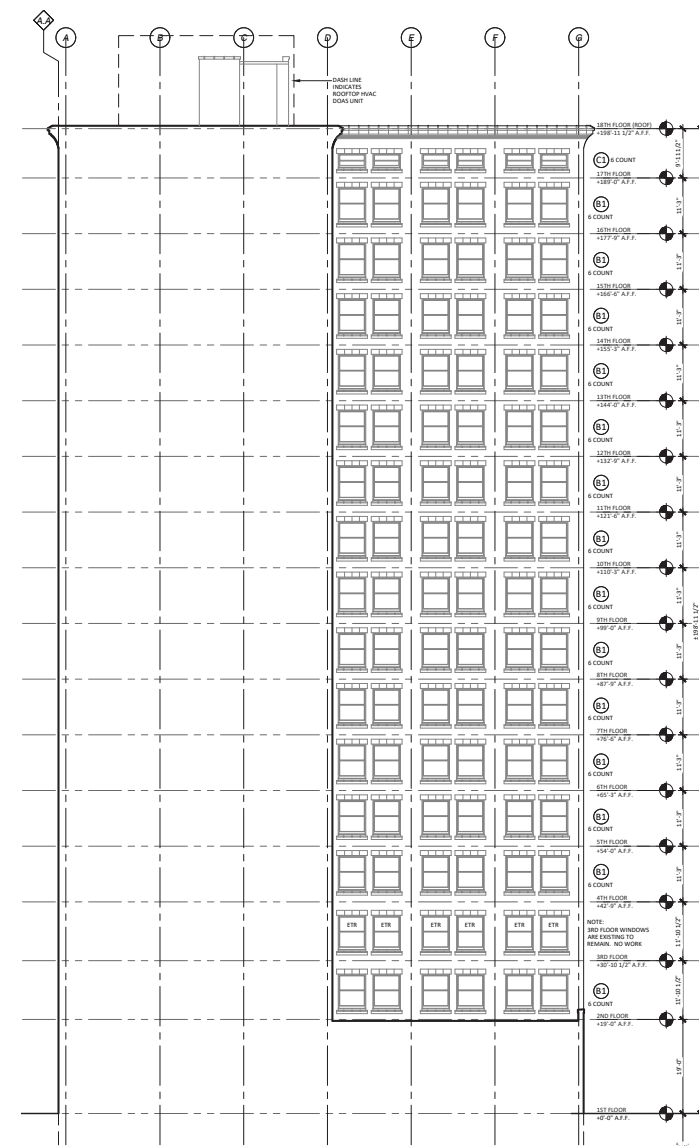 A.A
A B C D E F G
DASH LINE
INDICATES
ROOFTOP HVAC
DOAS UNIT
18TH FLOOR (ROOF)
+198'-11 1/2" A.F.F.
9'-11 1/2"
C1 6 COUNT
17TH FLOOR
+189'-0" A.F.F.
11'-3"
B1
6 COUNT
16TH FLOOR
+177'-9" A.F.F.
11'-3"
B1
6 COUNT
15TH FLOOR
+166'-6" A.F.F.
11'-3"
B1
6 COUNT
14TH FLOOR
+155'-3" A.F.F.
11'-3"
B1
6 COUNT
13TH FLOOR
+144'-0" A.F.F.
11'-3"
B1
6 COUNT
12TH FLOOR
+132'-9" A.F.F.
11'-3"
B1
6 COUNT
11TH FLOOR
+121'-6" A.F.F.
11'-3"
B1
6 COUNT
10TH FLOOR
+110'-3" A.F.F.
11'-3"
B1
6 COUNT
9TH FLOOR
+99'-0" A.F.F.
±198'-11 1/2"
11'-3"
B1
6 COUNT
8TH FLOOR
+87'-9" A.F.F.
11'-3"
B1
6 COUNT
7TH FLOOR
+76'-6" A.F.F.
11'-3"
B1
6 COUNT
6TH FLOOR
+65'-3" A.F.F.
11'-3"
B1
6 COUNT
5TH FLOOR
+54'-0" A.F.F.
11'-3"
B1
6 COUNT
4TH FLOOR
+42'-9" A.F.F.
ETR ETR ETR ETR ETR ETR
NOTE:
3RD FLOOR WINDOWS
ARE EXISTING TO
REMAIN. NO WORK
11'-10 1/2"
3RD FLOOR
+30'-10 1/2" A.F.F.
11'-10 1/2"
B1
6 COUNT
2ND FLOOR
+19'-0" A.F.F.
19'-0"
1ST FLOOR
+0'-0" A.F.F.